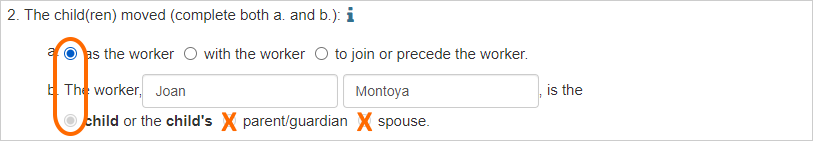 2. The child(ren) moved (complete both a. and b.): i
a. as the worker with the worker to join or precede the worker.
b. The worker, Joan Montoya, is the
child or the child's X parent/guardian X spouse.